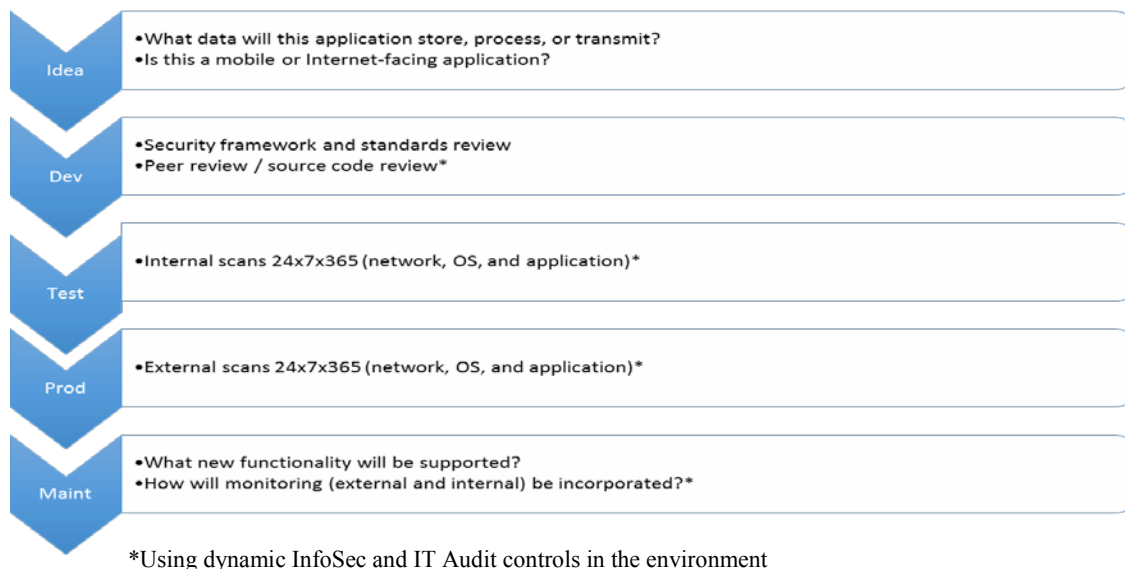 Idea
•What data will this application store, process, or transmit?
•Is this a mobile or Internet-facing application?
Dev
•Security framework and standards review
•Peer review / source code review*
Test
•Internal scans 24x7x365 (network, OS, and application)*
Prod
•External scans 24x7x365 (network, OS, and application)*
Maint
•What new functionality will be supported?
•How will monitoring (external and internal) be incorporated?*
*Using dynamic InfoSec and IT Audit controls in the environment